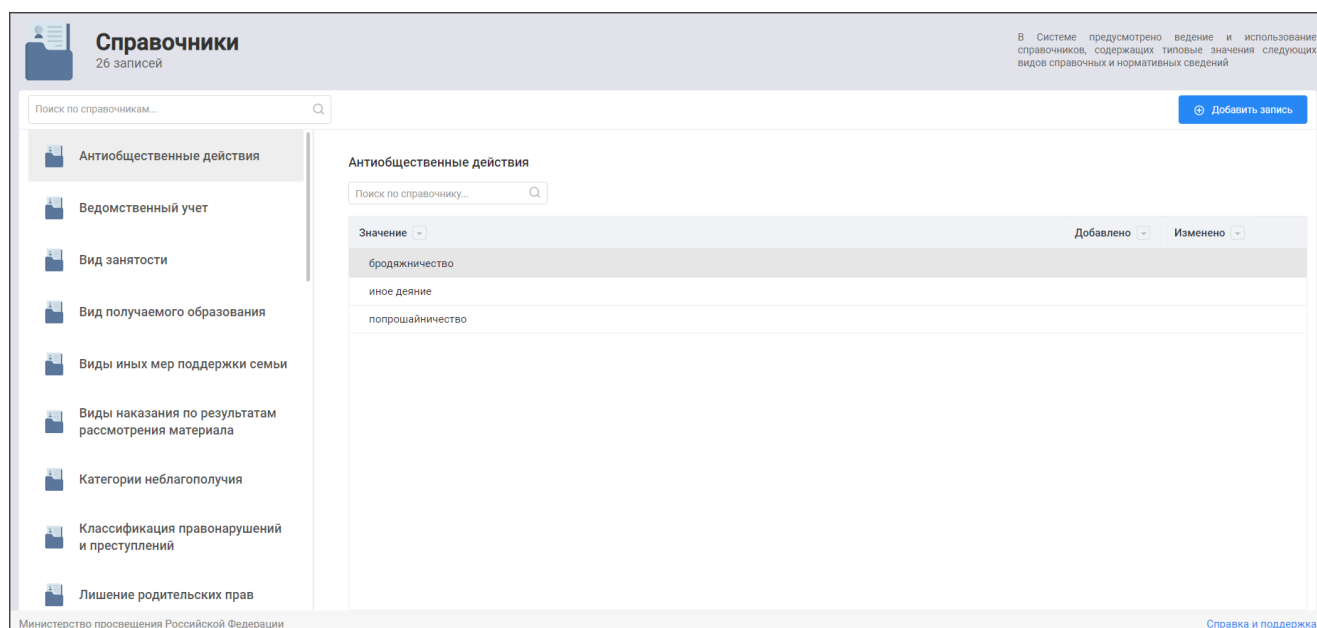 Справочники
26 записей
В Системе предусмотрено ведение и использование
справочников, содержащих типовые значения следующих
видов справочных и нормативных сведений
Поиск по справочникам...
Добавить запись
Антиобщественные действия
Ведомственный учет
Вид занятости
Вид получаемого образования
Виды иных мер поддержки семьи
Виды наказания по результатам
рассмотрения материала
Категории неблагополучия
Классификация правонарушений
и преступлений
Лишение родительских прав
Антиобщественные действия
Поиск по справочнику...
Значение Добавлено Изменено
бродяжничество
иное деяние
попрошайничество
Министерство просвещения Российской Федерации
Справка и поддержка